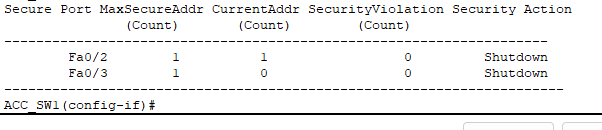 Secure Port MaxSecureAddr CurrentAddr SecurityViolation Security Action
(Count) (Count) (Count)
--------------------------------------------------------------------
Fa0/2 1 1 0 Shutdown
Fa0/3 1 0 0 Shutdown
----------------------------------------------------------------------
ACC_SW1(config-if)#